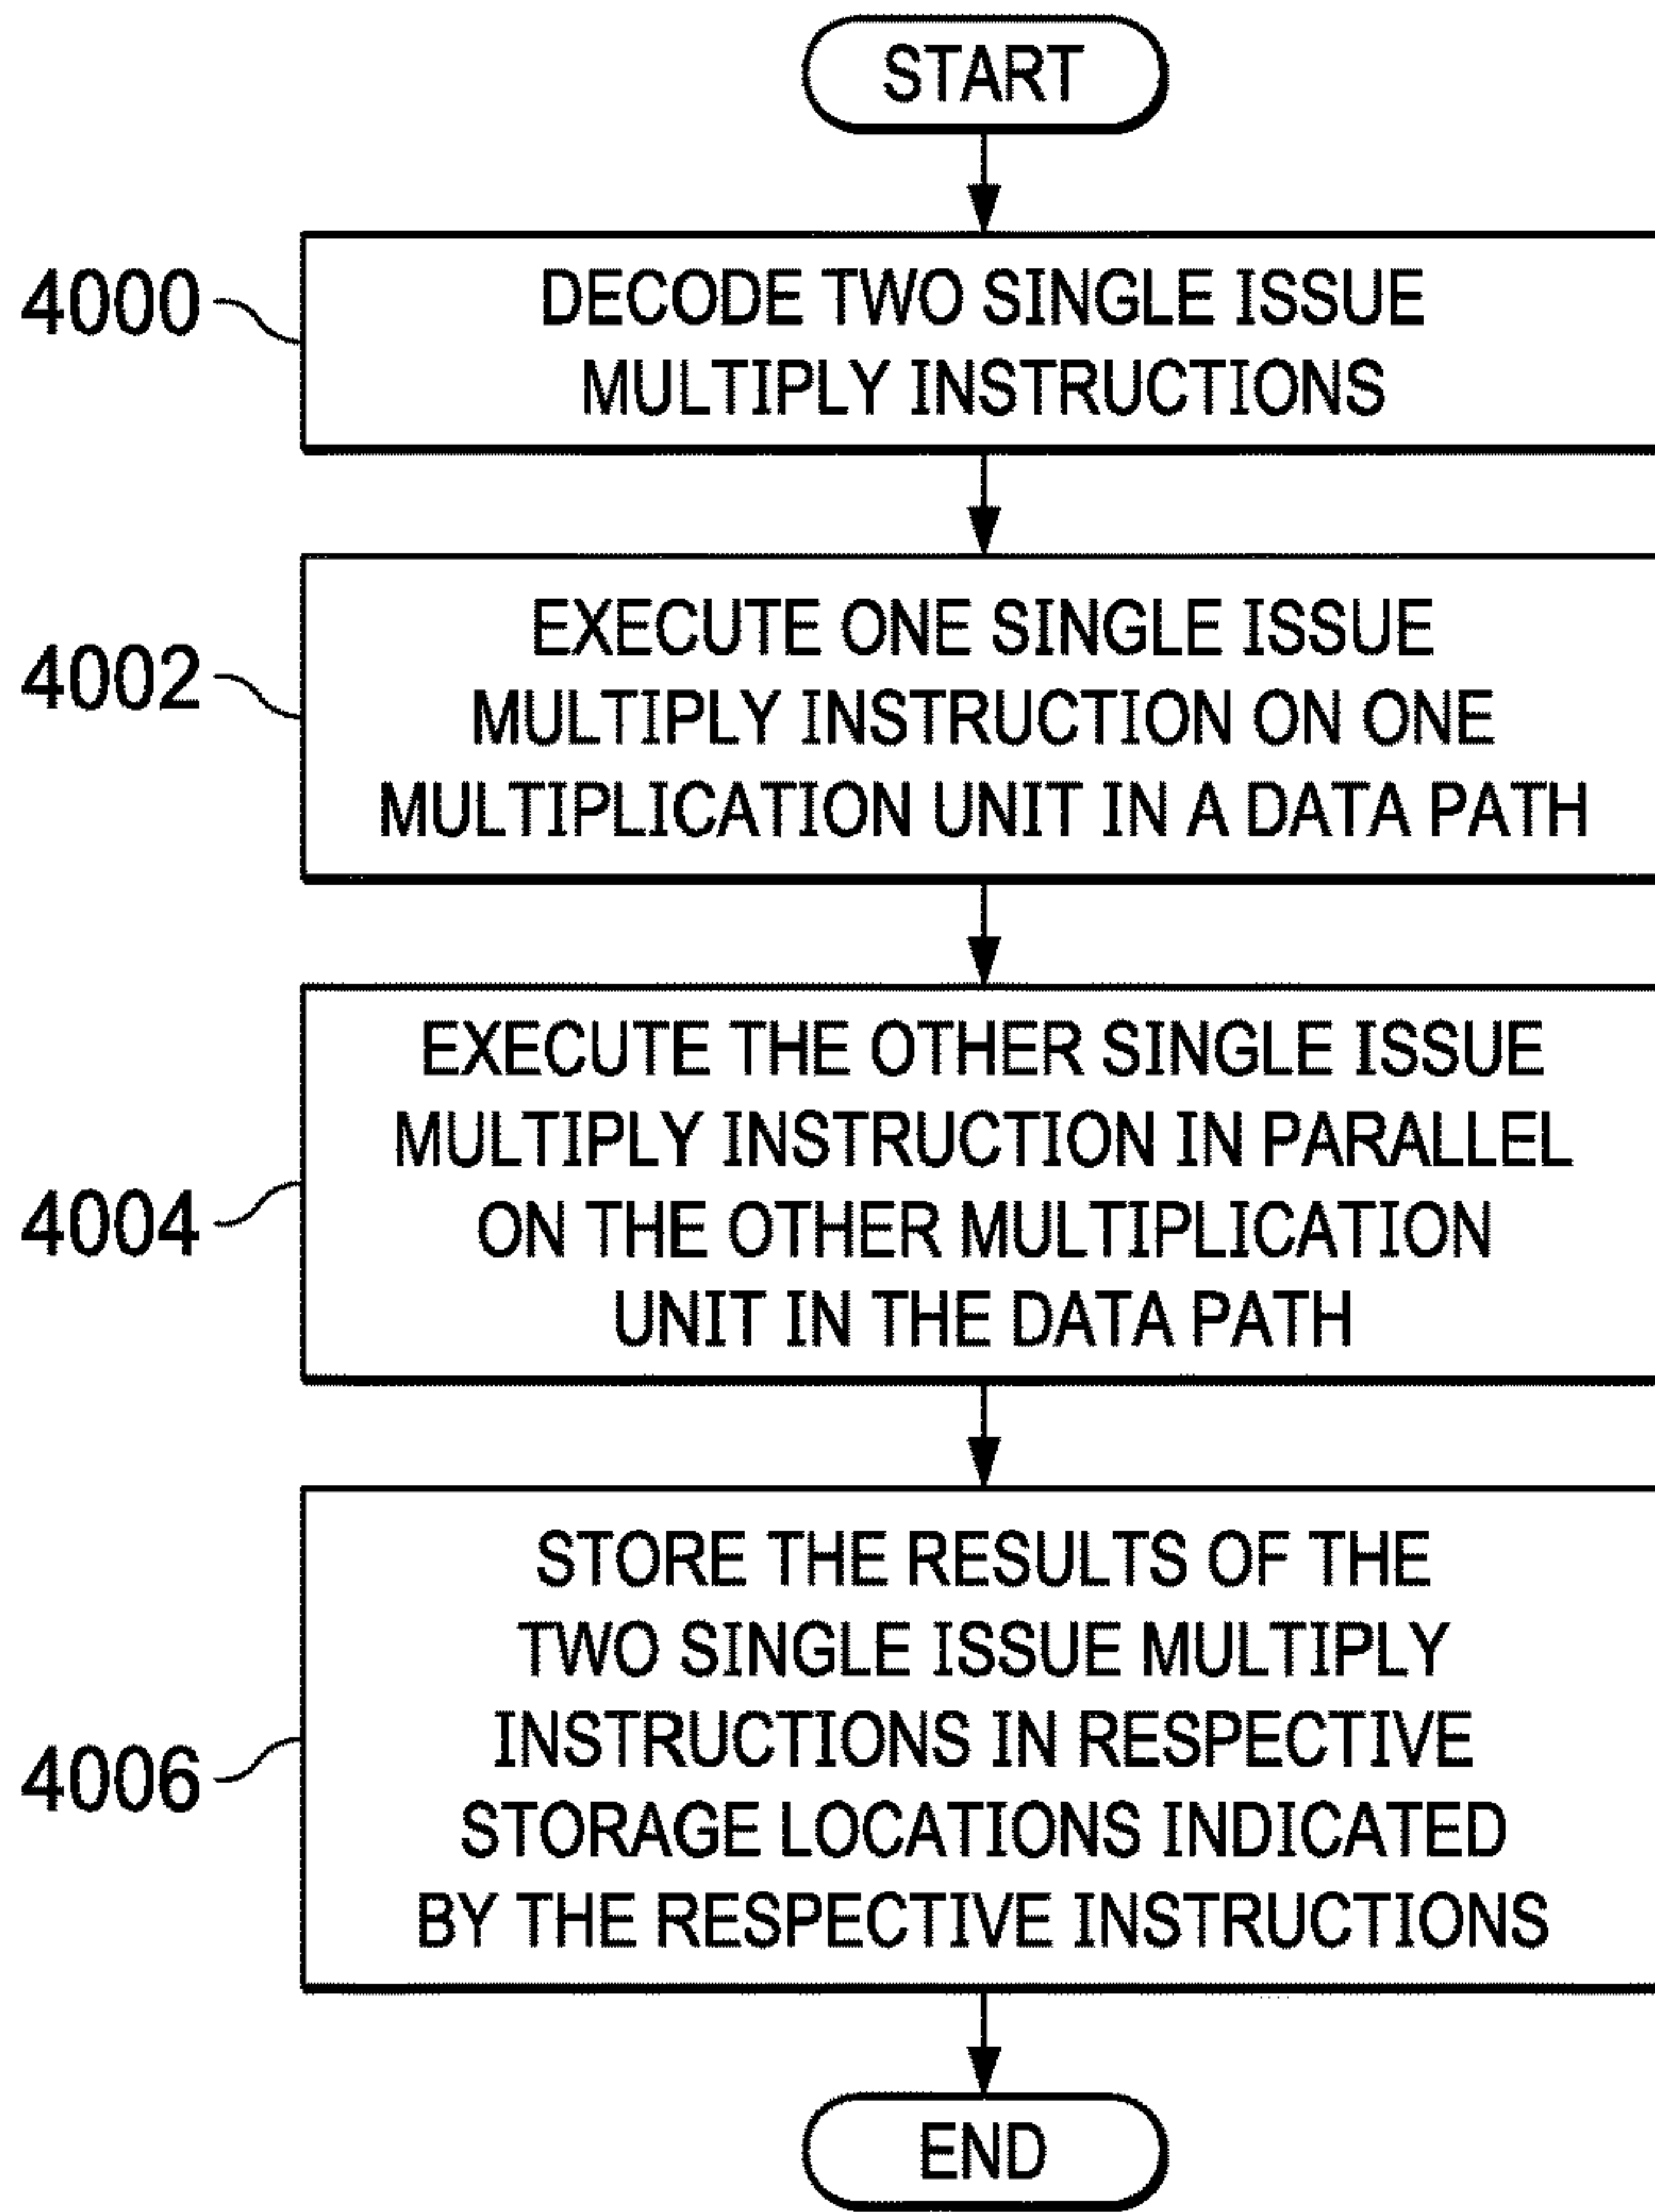 START
4000
DECODE TWO SINGLE ISSUE
MULTIPLY INSTRUCTIONS
4002
EXECUTE ONE SINGLE ISSUE
MULTIPLY INSTRUCTION ON ONE
MULTIPLICATION UNIT IN A DATA PATH
4004
EXECUTE THE OTHER SINGLE ISSUE
MULTIPLY INSTRUCTION IN PARALLEL
ON THE OTHER MULTIPLICATION
UNIT IN THE DATA PATH
4006
STORE THE RESULTS OF THE
TWO SINGLE ISSUE MULTIPLY
INSTRUCTIONS IN RESPECTIVE
STORAGE LOCATIONS INDICATED
BY THE RESPECTIVE INSTRUCTIONS
END